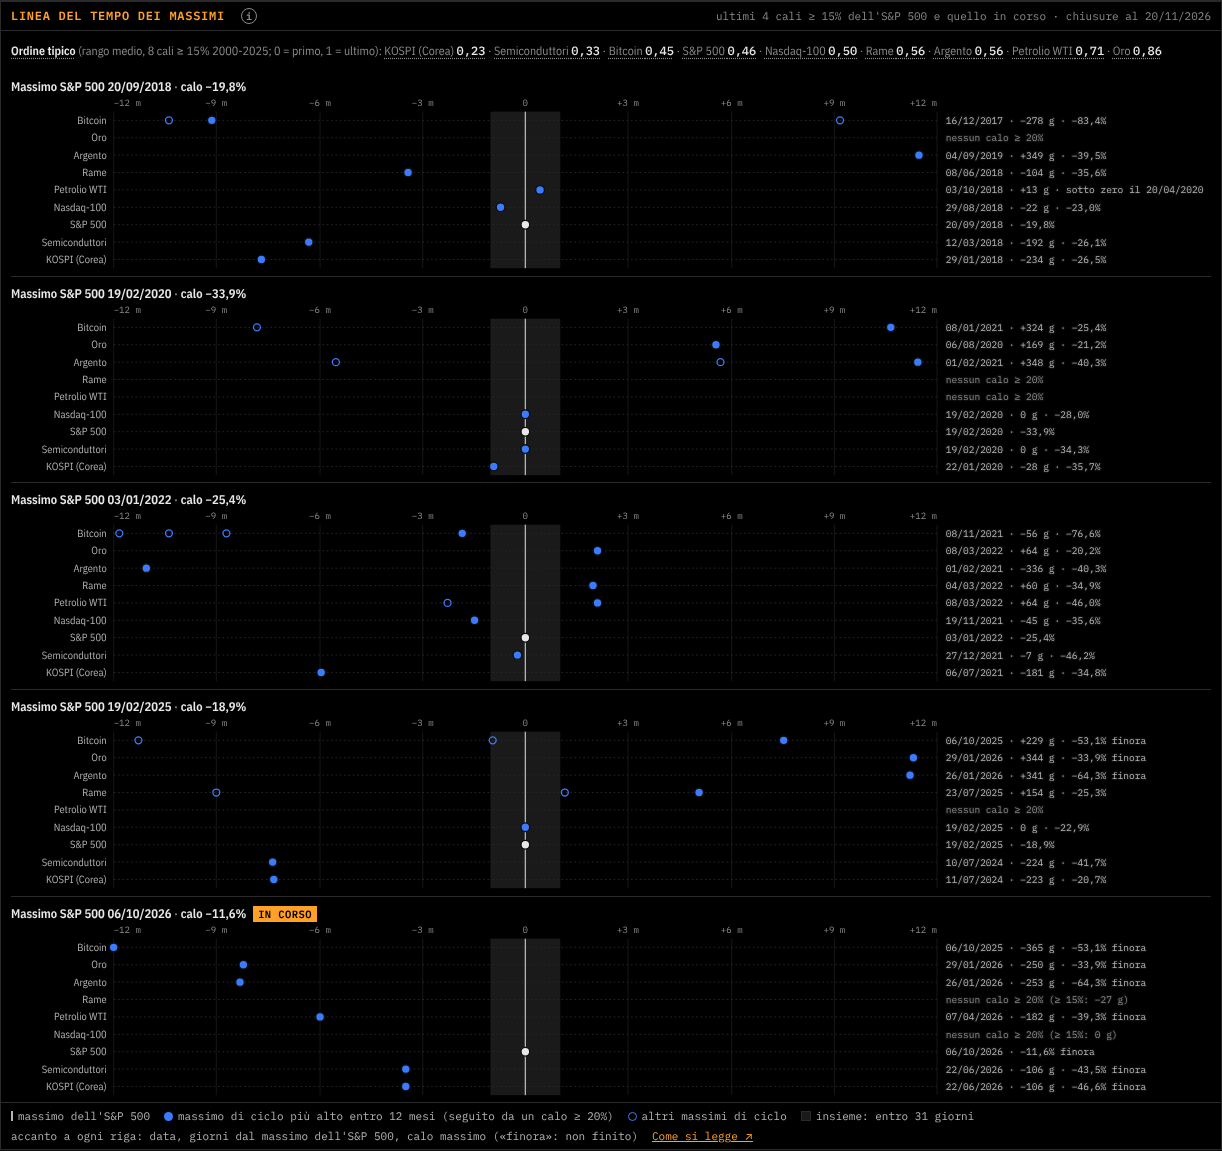 LINEA DEL TEMPO DEI MASSIMI i ultimi 4 cali ≥ 15% dell'S&P 500 e quello in corso · chiusure al 20/11/2026
Ordine tipico (rango medio, 8 cali ≥ 15% 2000-2025; 0 = primo, 1 = ultimo): KOSPI (Corea) 0,23 · Semiconduttori 0,33 · Bitcoin 0,45 · S&P 500 0,46 · Nasdaq-100 0,50 · Rame 0,56 · Argento 0,56 · Petrolio WTI 0,71 · Oro 0,86
Massimo S&P 500 20/09/2018 · calo −19,8%
−12 m −9 m −6 m −3 m 0 +3 m +6 m +9 m +12 m
Bitcoin 16/12/2017 · −278 g · −83,4%
Oro nessun calo ≥ 20%
Argento 04/09/2019 · +349 g · −39,5%
Rame 08/06/2018 · −104 g · −35,6%
Petrolio WTI 03/10/2018 · +13 g · sotto zero il 20/04/2020
Nasdaq-100 29/08/2018 · −22 g · −23,0%
S&P 500 20/09/2018 · −19,8%
Semiconduttori 12/03/2018 · −192 g · −26,1%
KOSPI (Corea) 29/01/2018 · −234 g · −26,5%
Massimo S&P 500 19/02/2020 · calo −33,9%
−12 m −9 m −6 m −3 m 0 +3 m +6 m +9 m +12 m
Bitcoin 08/01/2021 · +324 g · −25,4%
Oro 06/08/2020 · +169 g · −21,2%
Argento 01/02/2021 · +348 g · −40,3%
Rame nessun calo ≥ 20%
Petrolio WTI nessun calo ≥ 20%
Nasdaq-100 19/02/2020 · 0 g · −28,0%
S&P 500 19/02/2020 · −33,9%
Semiconduttori 19/02/2020 · 0 g · −34,3%
KOSPI (Corea) 22/01/2020 · −28 g · −35,7%
Massimo S&P 500 03/01/2022 · calo −25,4%
−12 m −9 m −6 m −3 m 0 +3 m +6 m +9 m +12 m
Bitcoin 08/11/2021 · −56 g · −76,6%
Oro 08/03/2022 · +64 g · −20,2%
Argento 01/02/2021 · −336 g · −40,3%
Rame 04/03/2022 · +60 g · −34,9%
Petrolio WTI 08/03/2022 · +64 g · −46,0%
Nasdaq-100 19/11/2021 · −45 g · −35,6%
S&P 500 03/01/2022 · −25,4%
Semiconduttori 27/12/2021 · −7 g · −46,2%
KOSPI (Corea) 06/07/2021 · −181 g · −34,8%
Massimo S&P 500 19/02/2025 · calo −18,9%
−12 m −9 m −6 m −3 m 0 +3 m +6 m +9 m +12 m
Bitcoin 06/10/2025 · +229 g · −53,1% finora
Oro 29/01/2026 · +344 g · −33,9% finora
Argento 26/01/2026 · +341 g · −64,3% finora
Rame 23/07/2025 · +154 g · −25,3%
Petrolio WTI nessun calo ≥ 20%
Nasdaq-100 19/02/2025 · 0 g · −22,9%
S&P 500 19/02/2025 · −18,9%
Semiconduttori 10/07/2024 · −224 g · −41,7%
KOSPI (Corea) 11/07/2024 · −223 g · −20,7%
Massimo S&P 500 06/10/2026 · calo −11,6% IN CORSO
−12 m −9 m −6 m −3 m 0 +3 m +6 m +9 m +12 m
Bitcoin 06/10/2025 · −365 g · −53,1% finora
Oro 29/01/2026 · −250 g · −33,9% finora
Argento 26/01/2026 · −253 g · −64,3% finora
Rame nessun calo ≥ 20% (≥ 15%: −27 g)
Petrolio WTI 07/04/2026 · −182 g · −39,3% finora
Nasdaq-100 nessun calo ≥ 20% (≥ 15%: 0 g)
S&P 500 06/10/2026 · −11,6% finora
Semiconduttori 22/06/2026 · −106 g · −43,5% finora
KOSPI (Corea) 22/06/2026 · −106 g · −46,6% finora
massimo dell'S&P 500 massimo di ciclo più alto entro 12 mesi (seguito da un calo ≥ 20%) altri massimi di ciclo insieme: entro 31 giorni
accanto a ogni riga: data, giorni dal massimo dell'S&P 500, calo massimo («finora»: non finito) Come si legge ↗